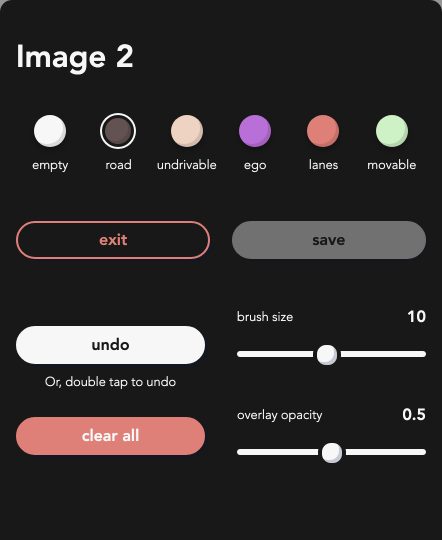 Image 2
empty road undrivable ego lanes movable
exit save
undo
Or, double tap to undo
clear all
brush size 10
overlay opacity 0.5